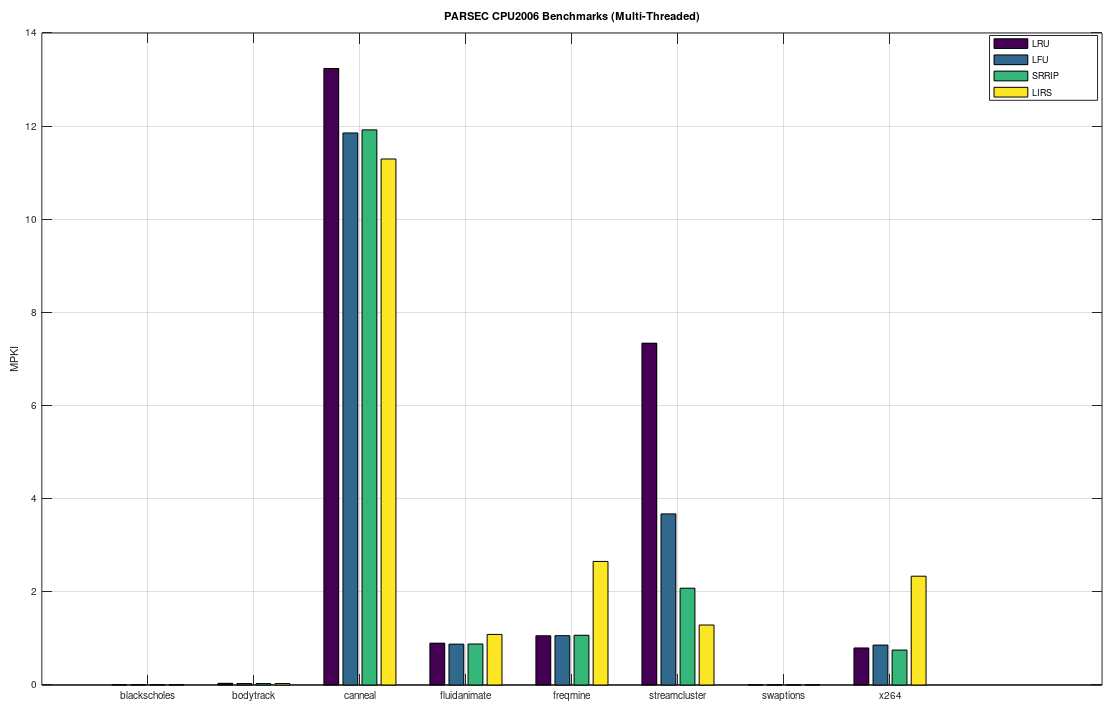 PARSEC CPU2006 Benchmarks (Multi-Threaded)
14
12
10
8
6
4
2
0
MPKI
LRU
LFU
SRRIP
LIRS
blackscholes bodytrack canneal fluidanimate freqmine streamcluster swaptions x264